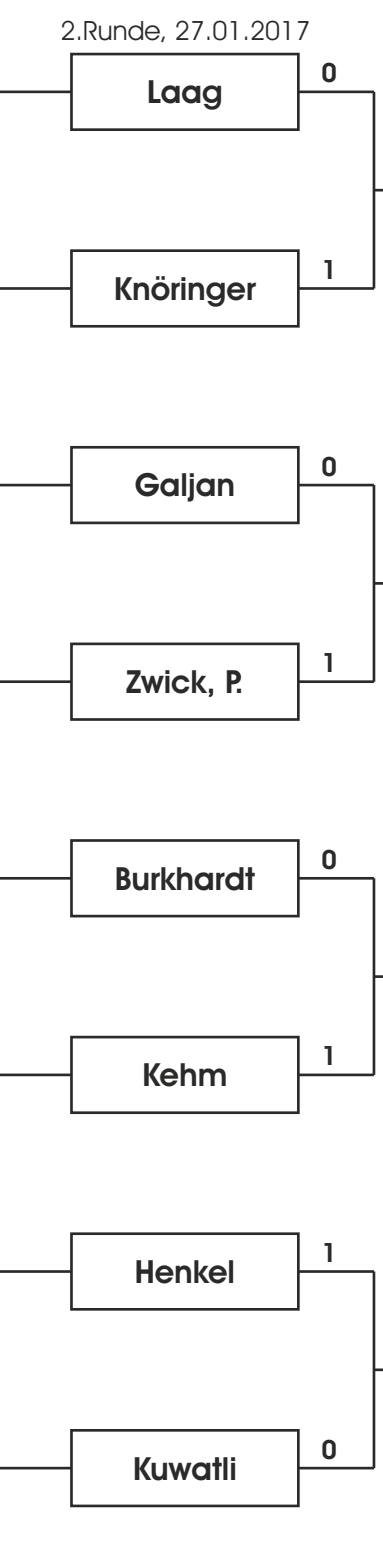 2.Runde, 27.01.2017
Laag 0
Knöringer 1
Galjan 0
Zwick, P. 1
Burkhardt 0
Kehm 1
Henkel 1
Kuwatli 0